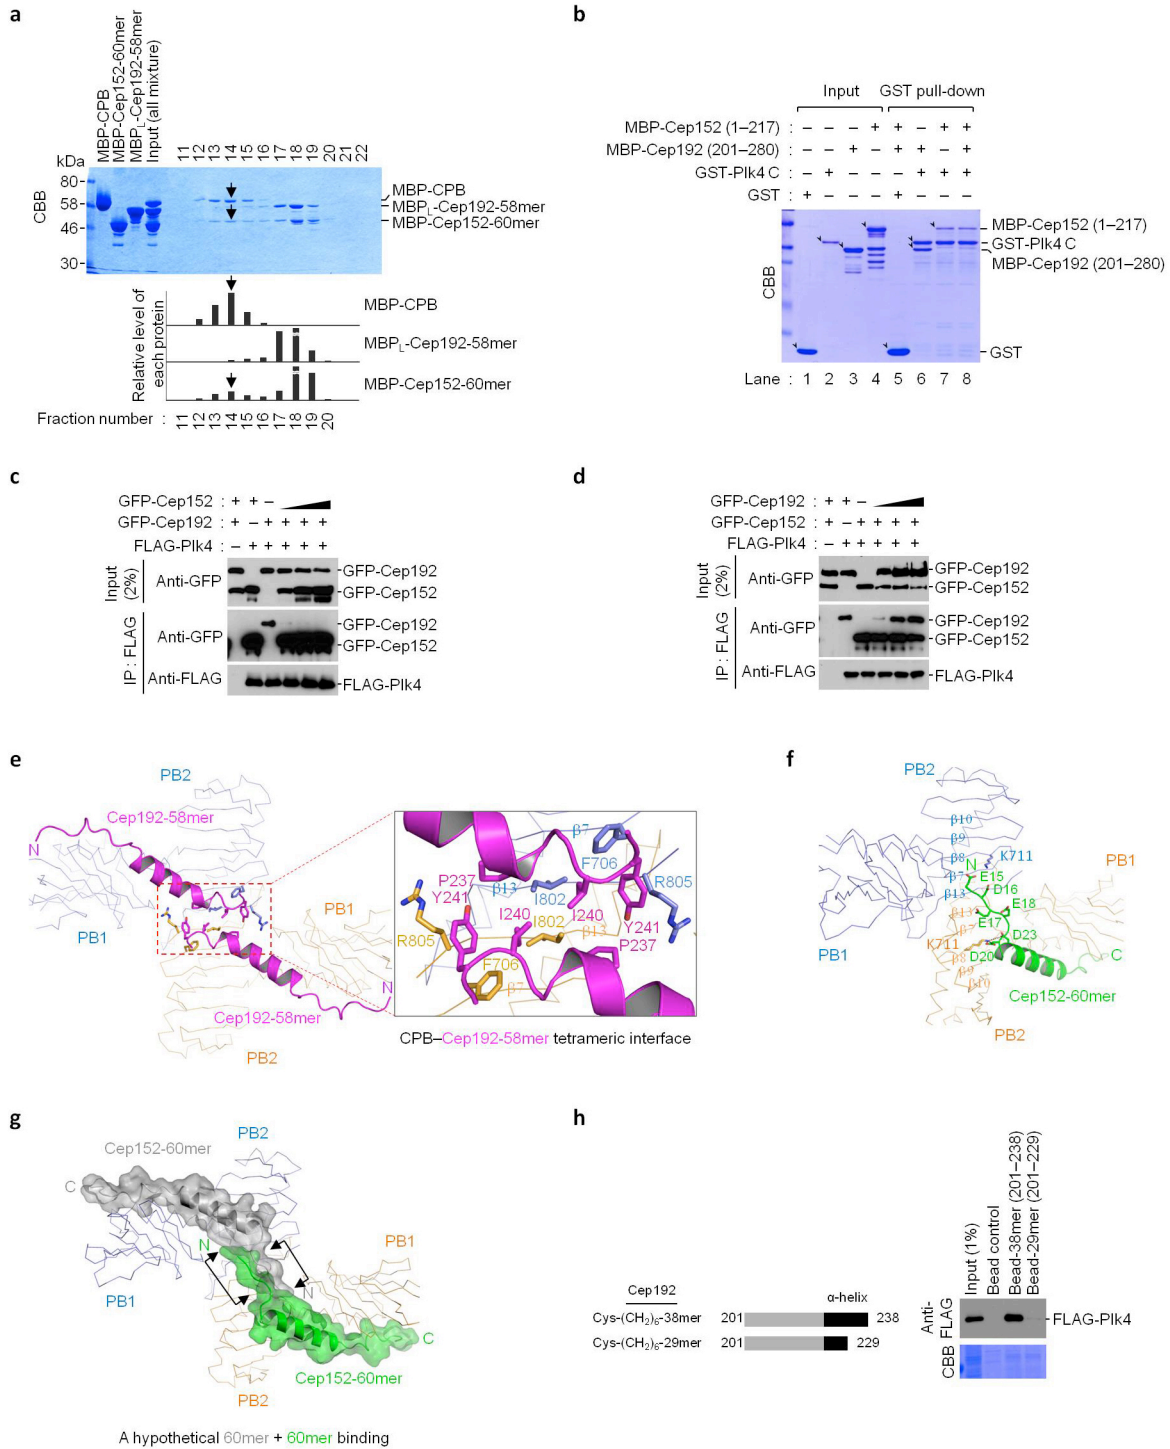 a
MBP-CPB
MBP-Cep152-60mer
MBPL-Cep192-58mer
Input (all mixture)
11 12 13 14 15 16 17 18 19 20 21 22
kDa
80
58
46
30
CBB
MBP-CPB
MBPL-Cep192-58mer
MBP-Cep152-60mer
Relative level of
each protein
MBP-CPB
MBPL-Cep192-58mer
MBP-Cep152-60mer
Fraction number : 11 12 13 14 15 16 17 18 19 20
b
Input GST pull-down
MBP-Cep152 (1–217) : – – – + + – + +
MBP-Cep192 (201–280) : – – + – + + – +
GST-Plk4 C : – + – – – + + +
GST : + – – – + – – –
CBB
MBP-Cep152 (1–217)
GST-Plk4 C
MBP-Cep192 (201–280)
GST
Lane : 1 2 3 4 5 6 7 8
c
GFP-Cep152 : + + –
GFP-Cep192 : + – + + + +
FLAG-Plk4 : – + + + + +
Input
(2%)
Anti-GFP
GFP-Cep192
GFP-Cep152
IP : FLAG
Anti-GFP
GFP-Cep192
GFP-Cep152
Anti-FLAG
FLAG-Plk4
d
GFP-Cep192 : + + –
GFP-Cep152 : + – + + + +
FLAG-Plk4 : – + + + + +
Input
(2%)
Anti-GFP
GFP-Cep192
GFP-Cep152
IP : FLAG
Anti-GFP
GFP-Cep192
GFP-Cep152
Anti-FLAG
FLAG-Plk4
e
PB2
Cep192-58mer
N
PB1
PB1
N
Cep192-58mer
PB2
β7
F706
P237
β13
R805
Y241
I802
I240
I802
I240
Y241
R805
β13
P237
F706
β7
CPB–Cep192-58mer tetrameric interface
f
PB2
β10
β9
β8
K711
PB1
N
β7
E15
β13
D16
β13
E18
E17
β7
D23
K711
PB1
β8
D20
C
β9
β10
Cep152-60mer
PB2
g
PB2
Cep152-60mer
C
PB1
N
PB1
N
C
Cep152-60mer
PB2
A hypothetical 60mer + 60mer binding
h
Cep192
α-helix
Cys-(CH2)6-38mer 201 238
Cys-(CH2)6-29mer 201 229
Input (1%)
Bead control
Bead-38mer (201–238)
Bead-29mer (201–229)
Anti-
FLAG
FLAG-Plk4
CBB